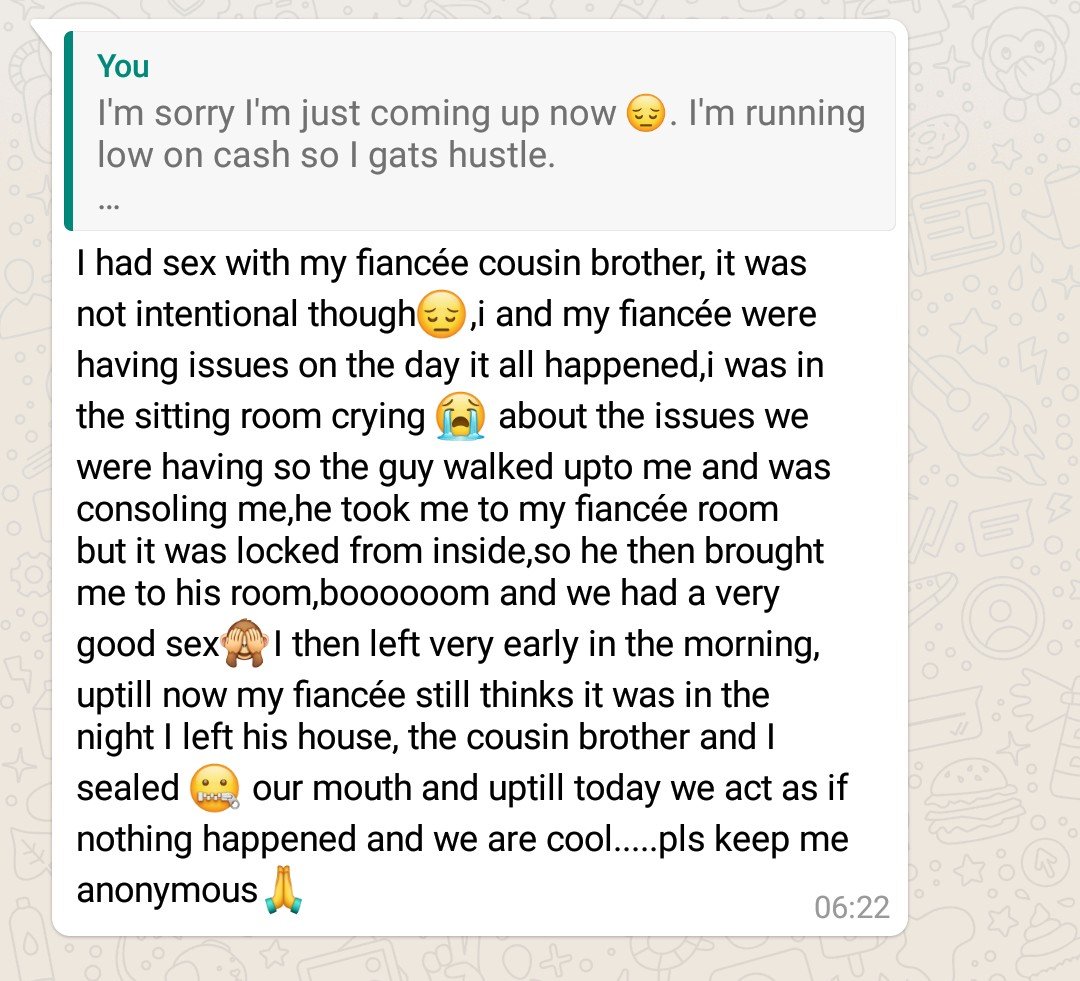 You
I'm sorry I'm just coming up now 😔. I'm running
low on cash so I gats hustle.
...
I had sex with my fiancée cousin brother, it was
not intentional though😔,i and my fiancée were
having issues on the day it all happened,i was in
the sitting room crying 😭 about the issues we
were having so the guy walked upto me and was
consoling me,he took me to my fiancée room
but it was locked from inside,so he then brought
me to his room,boooooom and we had a very
good sex🙈I then left very early in the morning,
uptill now my fiancée still thinks it was in the
night I left his house, the cousin brother and I
sealed 🤐 our mouth and uptill today we act as if
nothing happened and we are cool.....pls keep me
anonymous🙏
06:22